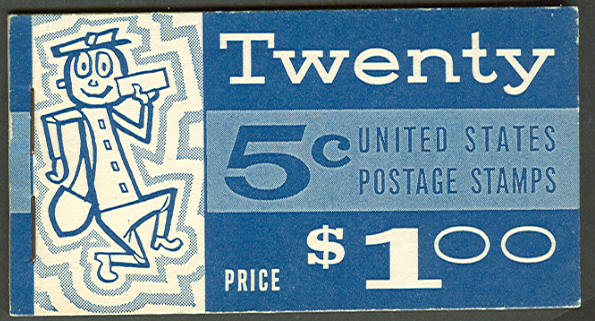 Twenty
5c UNITED STATES
POSTAGE STAMPS
PRICE $1.00